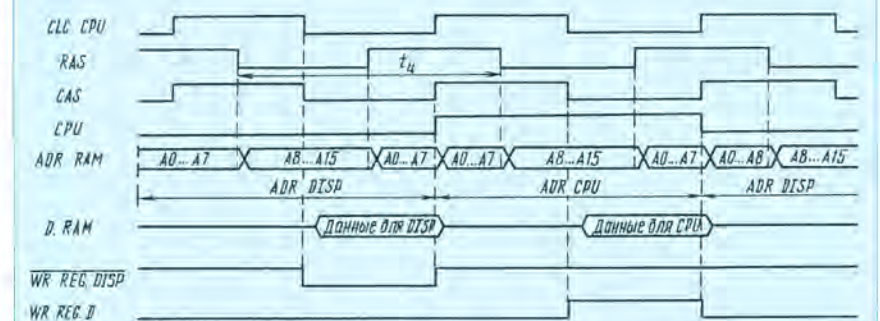 CLC CPU
RAS
t ц
CAS
CPU
ADR RAM A0...A7 A8...A15 A0...A7 A0...A7 A8...A15 A0...A7 A0...A8 A8...A15
ADR DISP ADR CPU ADR DISP
D. RAM Данные для DISP Данные для CPU
WR REG. DISP
WR REG D